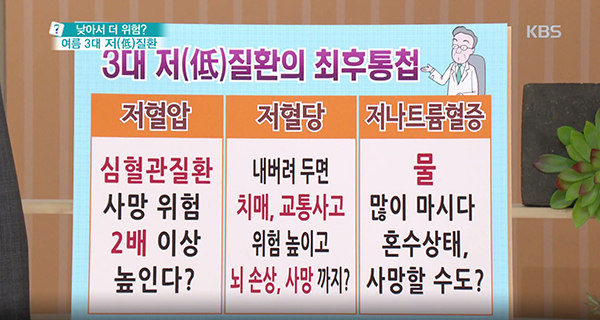 낮아서 더 위험?
여름 3대 저(低)질환
KBS
3대 저(低)질환의 최후통첩
저혈압
심혈관질환
사망 위험
2배 이상
높인다?
저혈당
내버려 두면
치매, 교통사고
위험 높이고
뇌 손상, 사망 까지?
저나트륨혈증
물
많이 마시다
혼수상태,
사망할 수도?